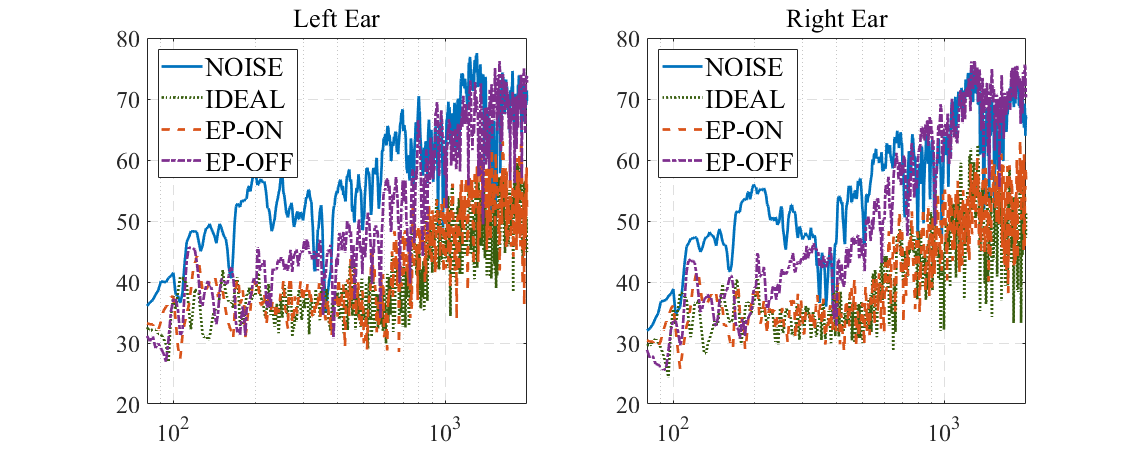 Left Ear
80
70
60
50
40
30
20
10²
10³
NOISE
IDEAL
EP-ON
EP-OFF
Right Ear
80
70
60
50
40
30
20
10²
10³
NOISE
IDEAL
EP-ON
EP-OFF